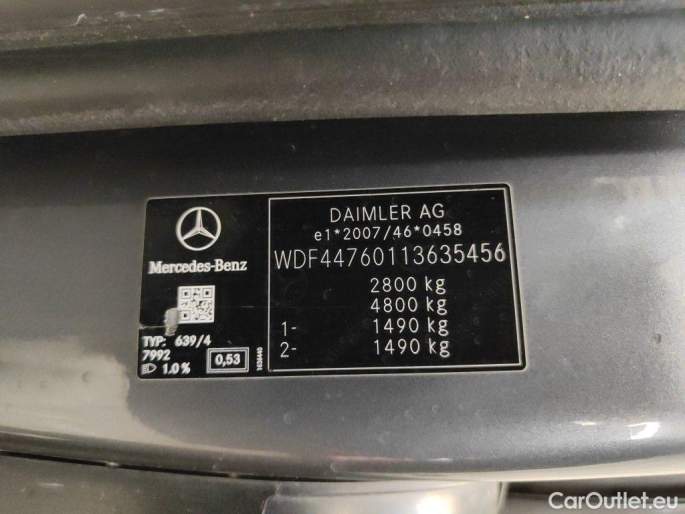 Mercedes-Benz
TYP: 639/4
7992
1.0 %
0,53
DAIMLER AG
e1*2007/46*0458
WDF44760113635456
2800 kg
4800 kg
1- 1490 kg
2- 1490 kg
CarOutlet.eu